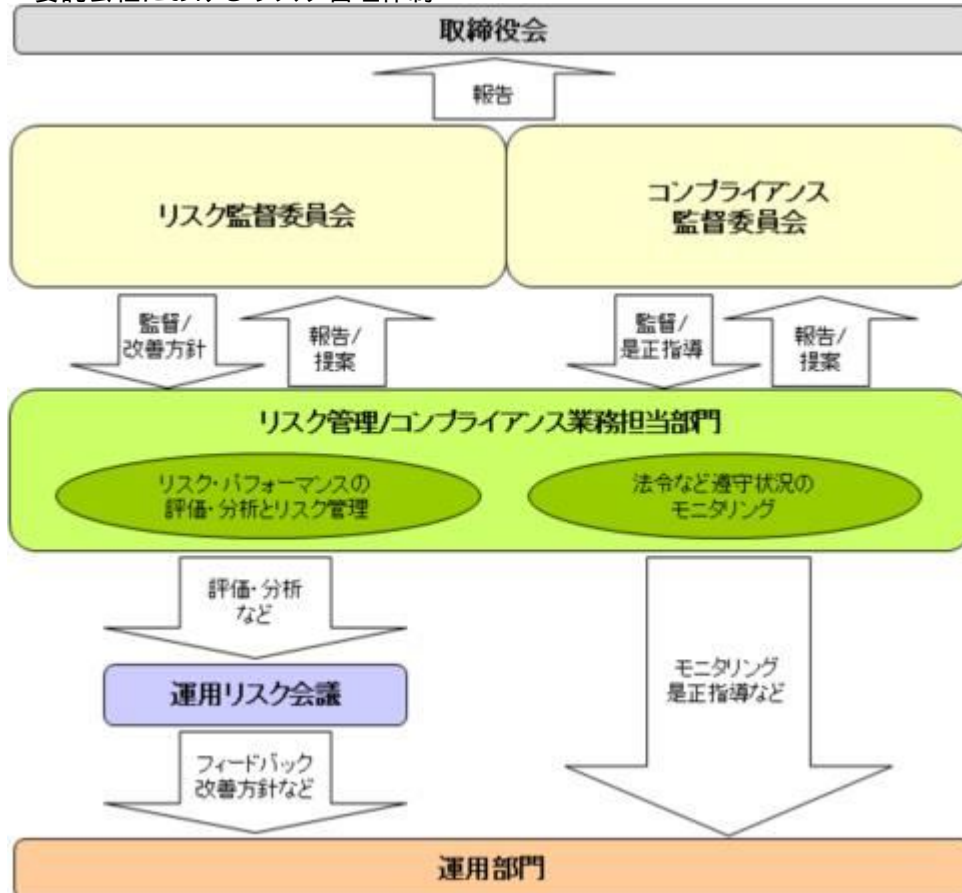 取締役会
報告
リスク監督委員会
コンプライアンス
監督委員会
監督/
改善方針
報告/
提案
監督/
是正指導
報告/
提案
リスク管理/コンプライアンス業務担当部門
リスク・パフォーマンスの
評価・分析とリスク管理
法令など遵守状況の
モニタリング
評価・分析
など
運用リスク会議
モニタリング
是正指導など
フィードバック
改善方針など
運用部門